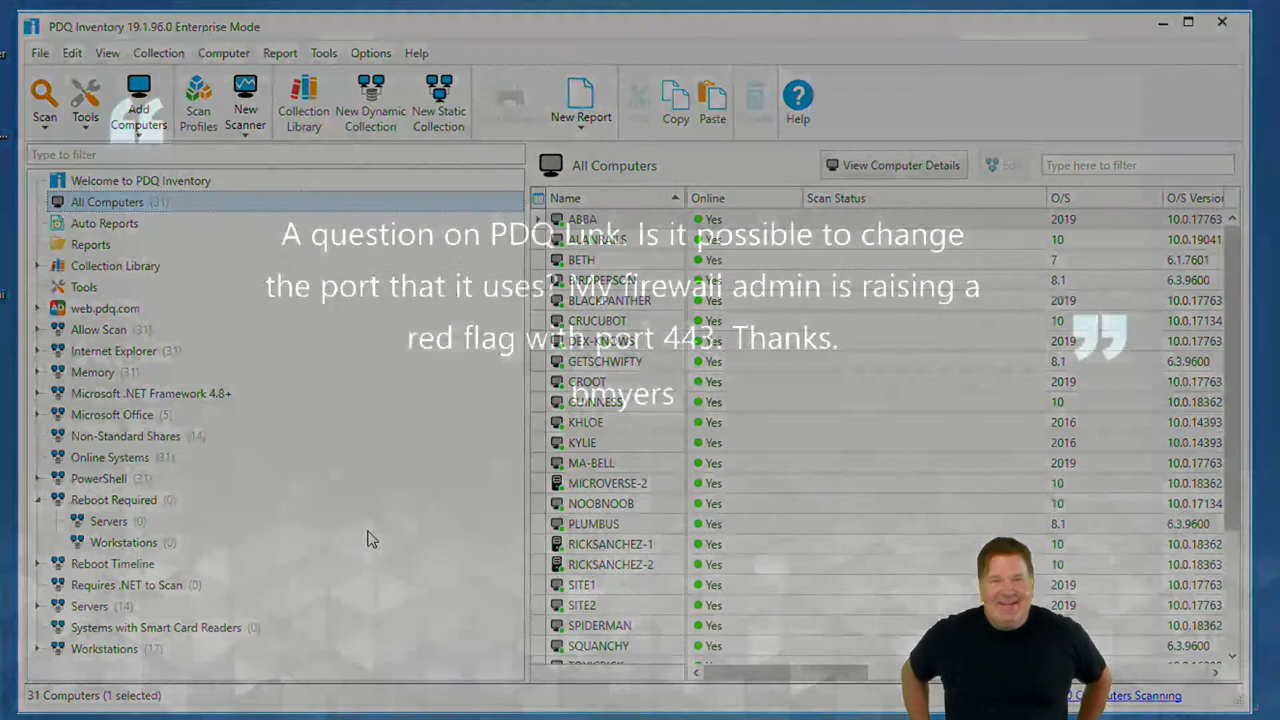 PDQ Inventory 19.1.96.0 Enterprise Mode
File Edit View Collection Computer Report Tools Options Help
Scan
Tools
Add Computers
Scan Profiles
New Scanner
Collection Library
New Dynamic Collection
New Static Collection
New Report
Copy
Paste
Help
Type to filter
Welcome to PDQ Inventory
All Computers (31)
Auto Reports
Reports
Collection Library
Tools
web.pdq.com
Allow Scan (31)
Internet Explorer (31)
Memory (31)
Microsoft .NET Framework 4.8+
Microsoft Office (5)
Non-Standard Shares (14)
Online Systems (31)
PowerShell (31)
Reboot Required (0)
Servers (0)
Workstations (0)
Reboot Timeline
Requires .NET to Scan (0)
Servers (14)
Systems with Smart Card Readers (0)
Workstations (17)
All Computers
View Computer Details
Type here to filter
Name Online Scan Status O/S O/S Version
ABBA Yes 2019 10.0.17763
ALANRAILS Yes 10 10.0.19041
BETH Yes 7 6.1.7601
BIRDPERSON Yes 8.1 6.3.9600
BLACKPANTHER Yes 2019 10.0.17763
CRUCUBOT Yes 10 10.0.17134
DEX-KNOWS Yes 2019 10.0.17763
GETSCHWIFTY Yes 8.1 6.3.9600
GROOT Yes 2019 10.0.17763
GUINNESS Yes 10 10.0.18362
KHLOE Yes 2016 10.0.14393
KYLIE Yes 2016 10.0.14393
MA-BELL Yes 2019 10.0.17763
MICROVERSE-2 Yes 10 10.0.18362
NOOBNOOB Yes 10 10.0.17134
PLUMBUS Yes 8.1 6.3.9600
RICKSANCHEZ-1 Yes 10 10.0.18362
RICKSANCHEZ-2 Yes 10 10.0.18363
SITE1 Yes 2019 10.0.17763
SITE2 Yes 2019 10.0.17763
SPIDERMAN Yes 10.0.18362
SQUANCHY Yes 6.3.9600
“
A question on PDQ Link. Is it possible to change
the port that it uses? My firewall admin is raising a
red flag with port 443. Thanks.
”
bmyers
31 Computers (1 selected)
Computers Scanning